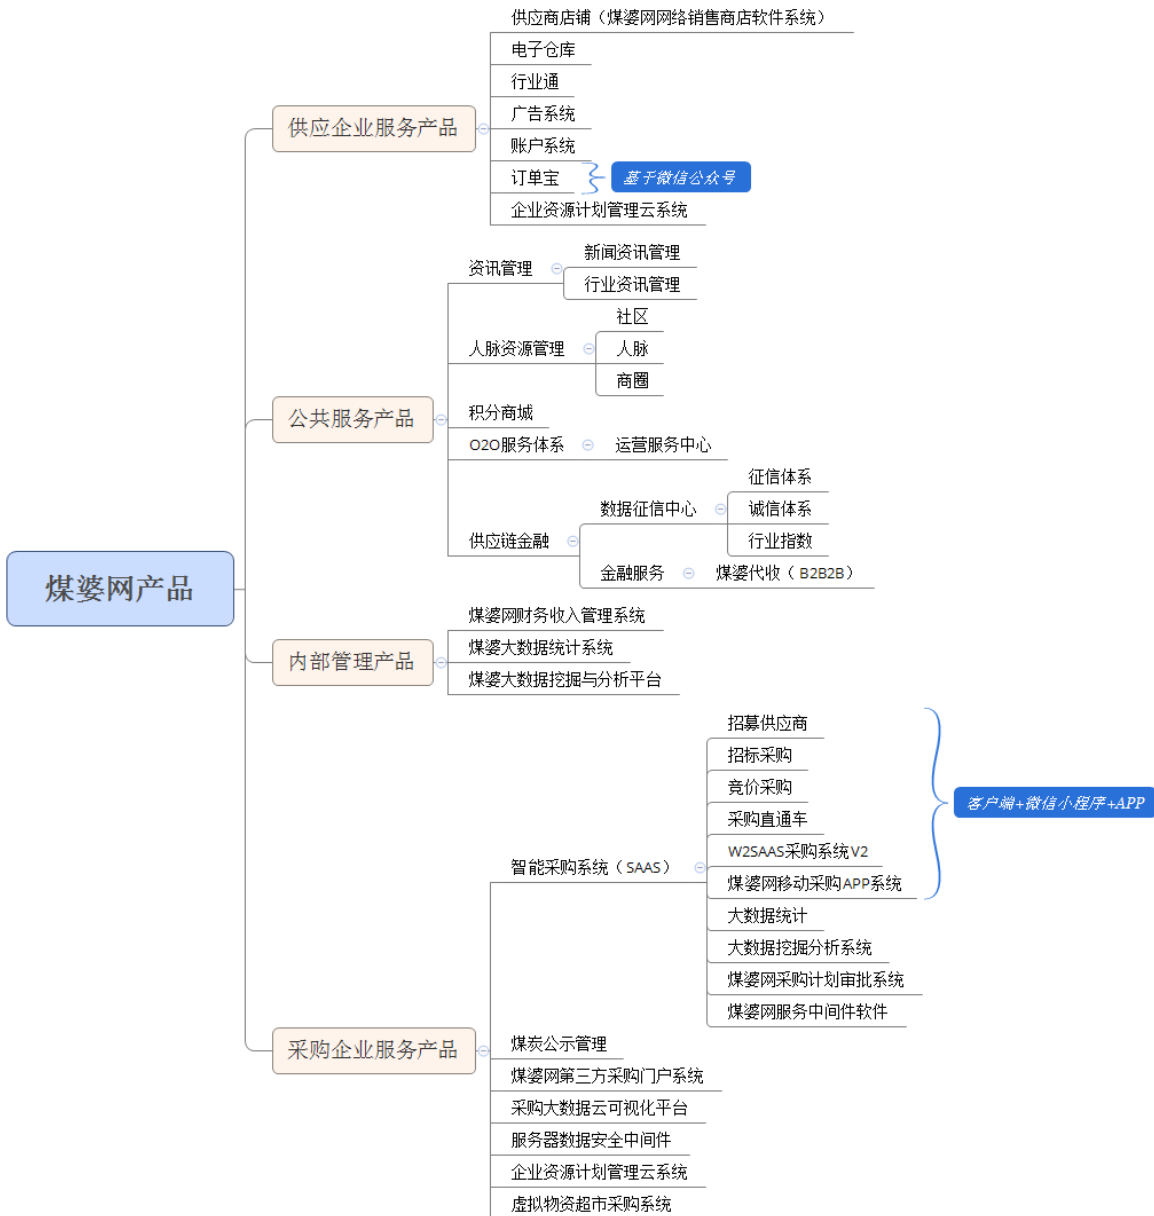 供应商店铺（煤婆网网络销售商店软件系统）
电子仓库
行业通
广告系统
供应企业服务产品
账户系统
订单宝
基于微信公众号
企业资源计划管理云系统
新闻资讯管理
资讯管理
行业资讯管理
社区
人脉资源管理
人脉
商圈
公共服务产品
积分商城
O2O服务体系
运营服务中心
征信体系
数据征信中心
诚信体系
供应链金融
行业指数
金融服务
煤婆代收（B2B2B）
煤婆网产品
煤婆网财务收入管理系统
煤婆大数据统计系统
内部管理产品
煤婆大数据挖掘与分析平台
招募供应商
招标采购
竞价采购
客户端+微信小程序+APP
采购直通车
W2SAAS采购系统V2
智能采购系统（SAAS）
煤婆网移动采购APP系统
大数据统计
大数据挖掘分析系统
煤婆网采购计划审批系统
煤婆网服务中间件软件
采购企业服务产品
煤炭公示管理
煤婆网第三方采购门户系统
采购大数据云可视化平台
服务器数据安全中间件
企业资源计划管理云系统
虚拟物资超市采购系统